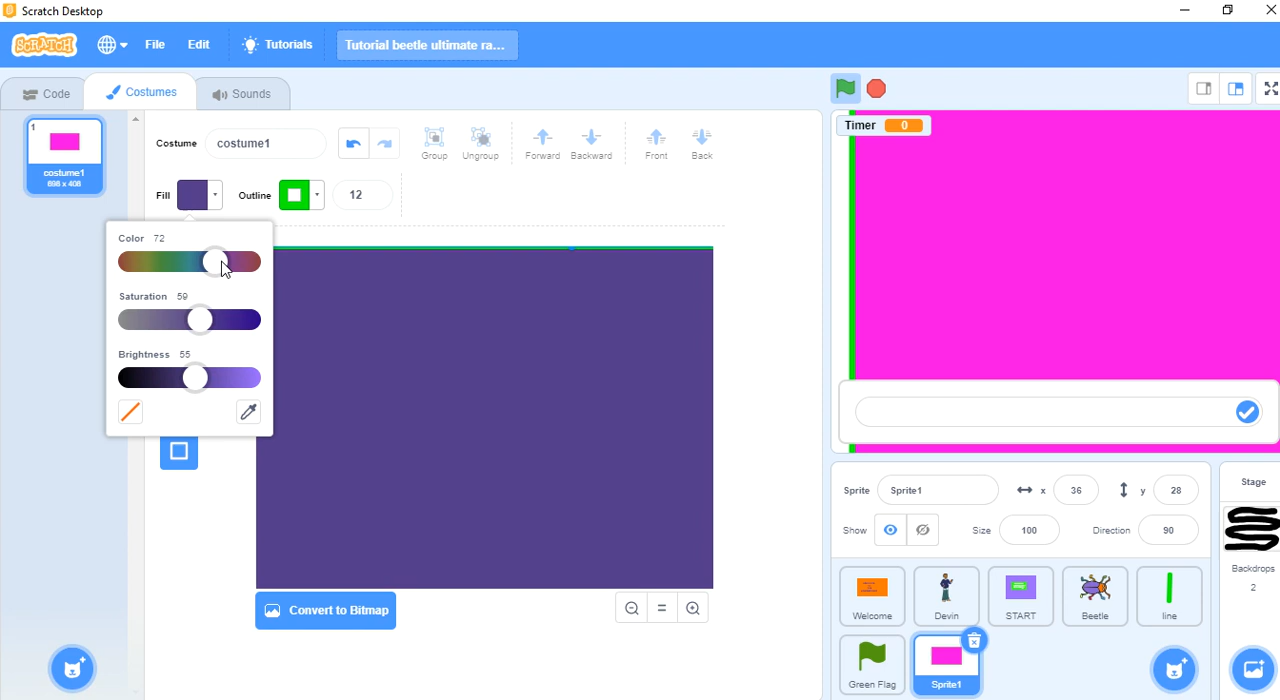 Scratch Desktop
SCRATCH File Edit Tutorials Tutorial beetle ultimate ra...
Code Costumes Sounds
Timer 0
1
costume1
698 x 408
Costume costume1 Group Ungroup Forward Backward Front Back
Fill Outline 12
Color 72
Saturation 59
Brightness 55
Convert to Bitmap
Sprite Sprite1 x 36 y 28
Show Size 100 Direction 90
Stage
Backdrops
2
Welcome Devin START Beetle line
Green Flag Sprite1